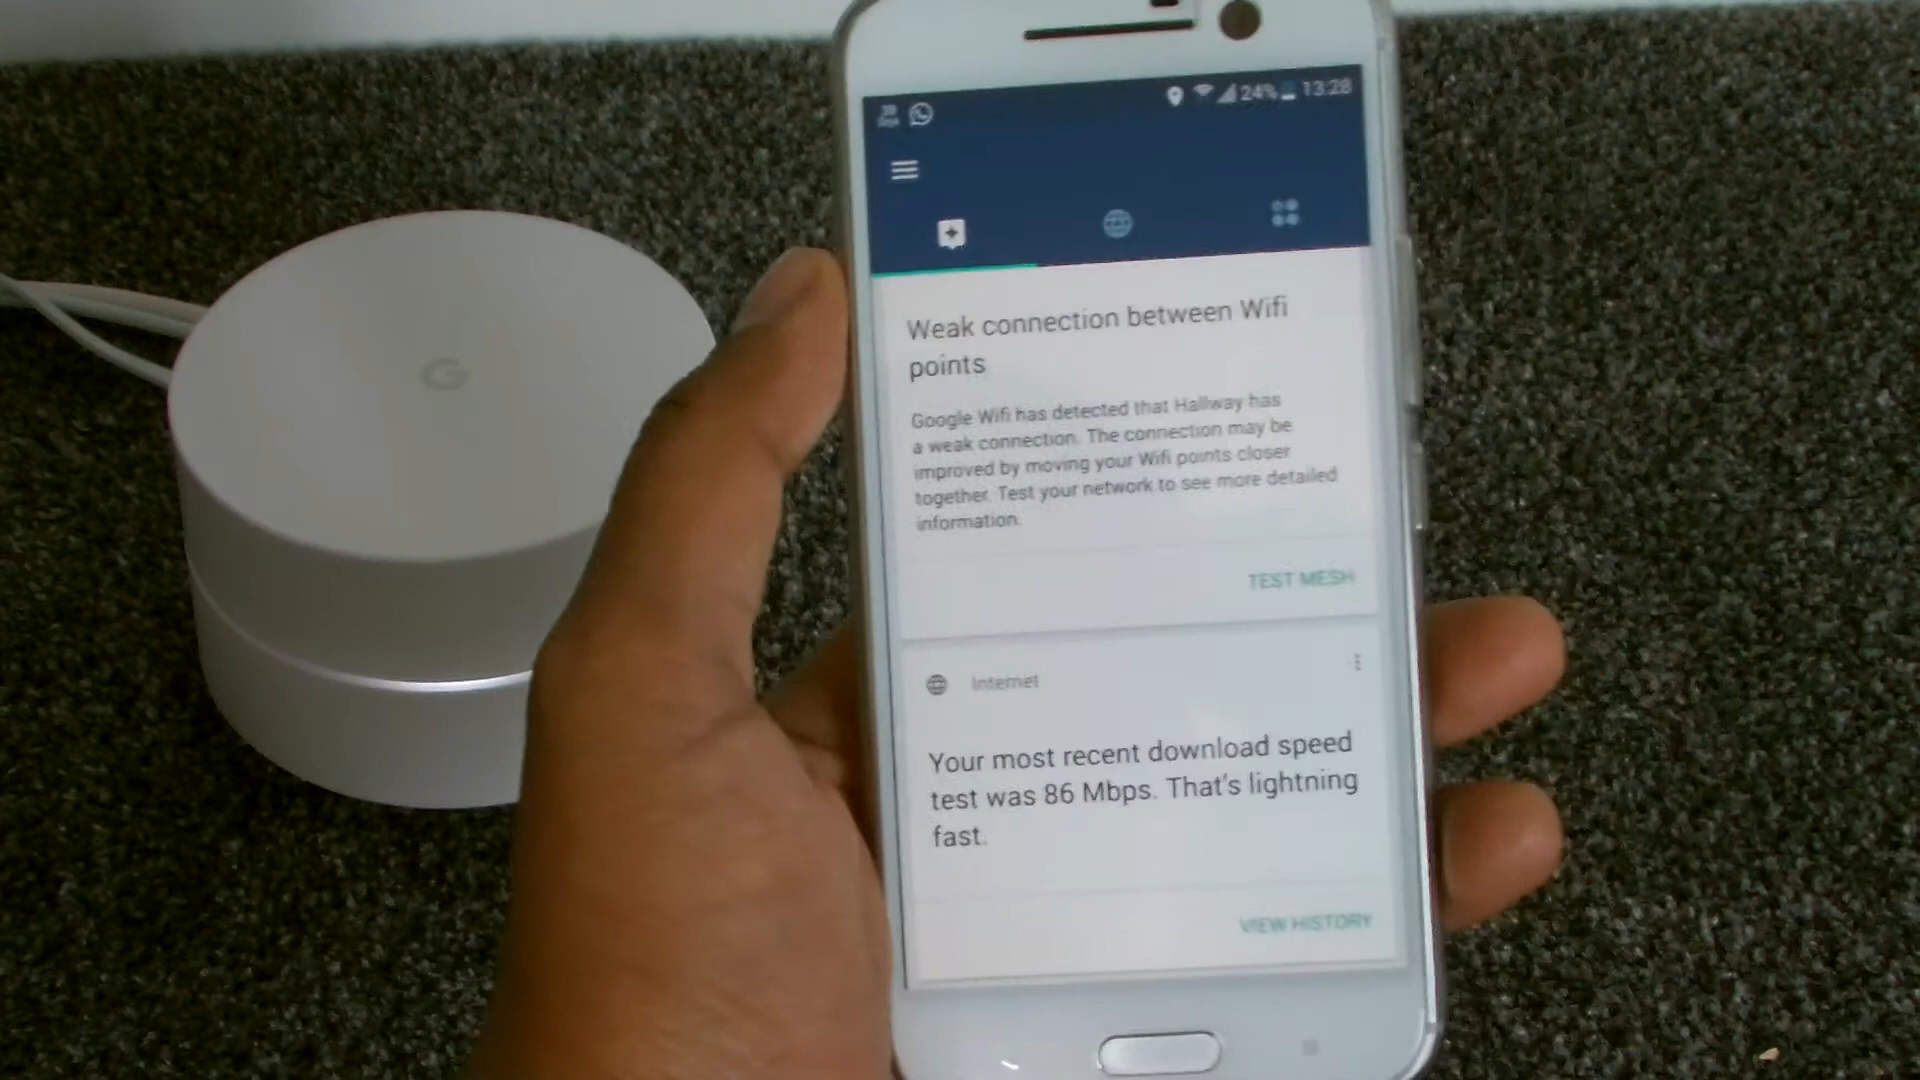 24% 13:28
G
Weak connection between Wifi
points
Google Wifi has detected that Hallway has
a weak connection. The connection may be
improved by moving your Wifi points closer
together. Test your network to see more detailed
information.
TEST MESH
Internet
Your most recent download speed
test was 86 Mbps. That's lightning
fast.
VIEW HISTORY